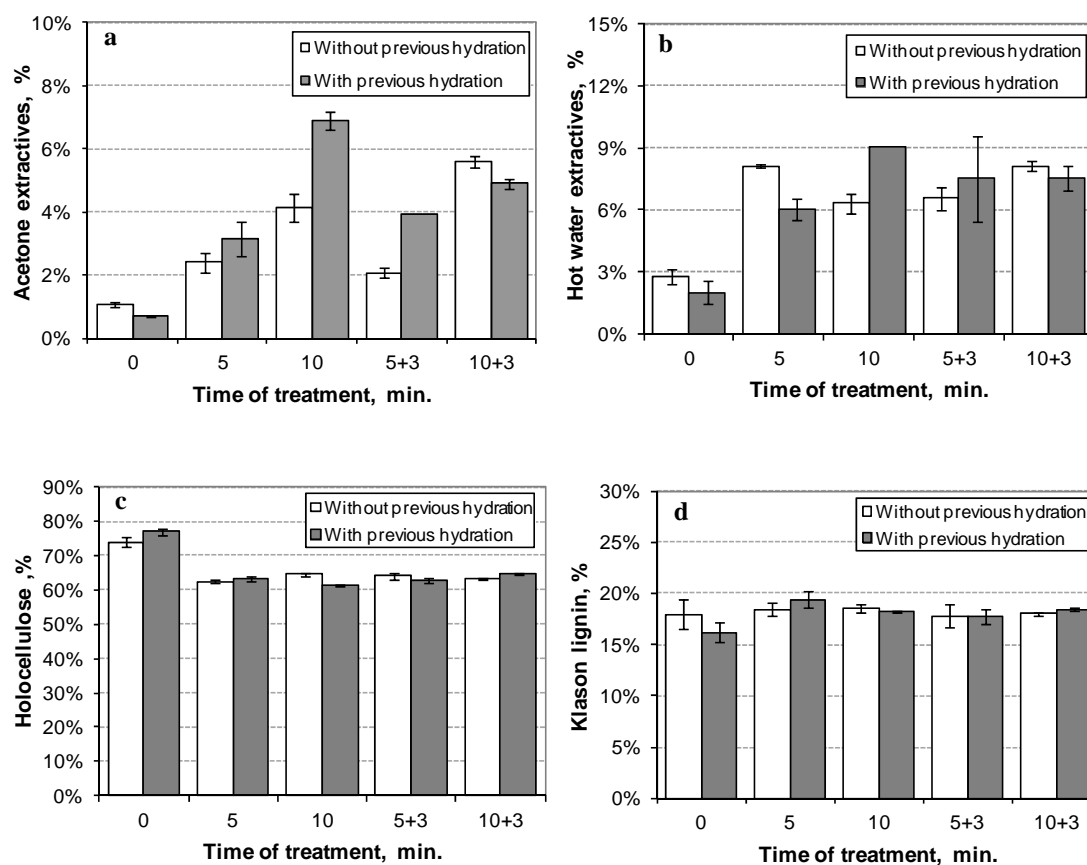 a
Without previous hydration
With previous hydration
10%
8%
6%
4%
2%
0%
Acetone extractives, %
0 5 10 5+3 10+3
Time of treatment, min.
b
Without previous hydration
With previous hydration
15%
12%
9%
6%
3%
0%
Hot water extractives, %
0 5 10 5+3 10+3
Time of treatment, min.
c
Without previous hydration
With previous hydration
90%
80%
70%
60%
50%
40%
30%
20%
10%
0%
Holocellulose ,%
0 5 10 5+3 10+3
Time of treatment, min.
d
Without previous hydration
With previous hydration
30%
25%
20%
15%
10%
5%
0%
Klason lignin, %
0 5 10 5+3 10+3
Time of treatment, min.